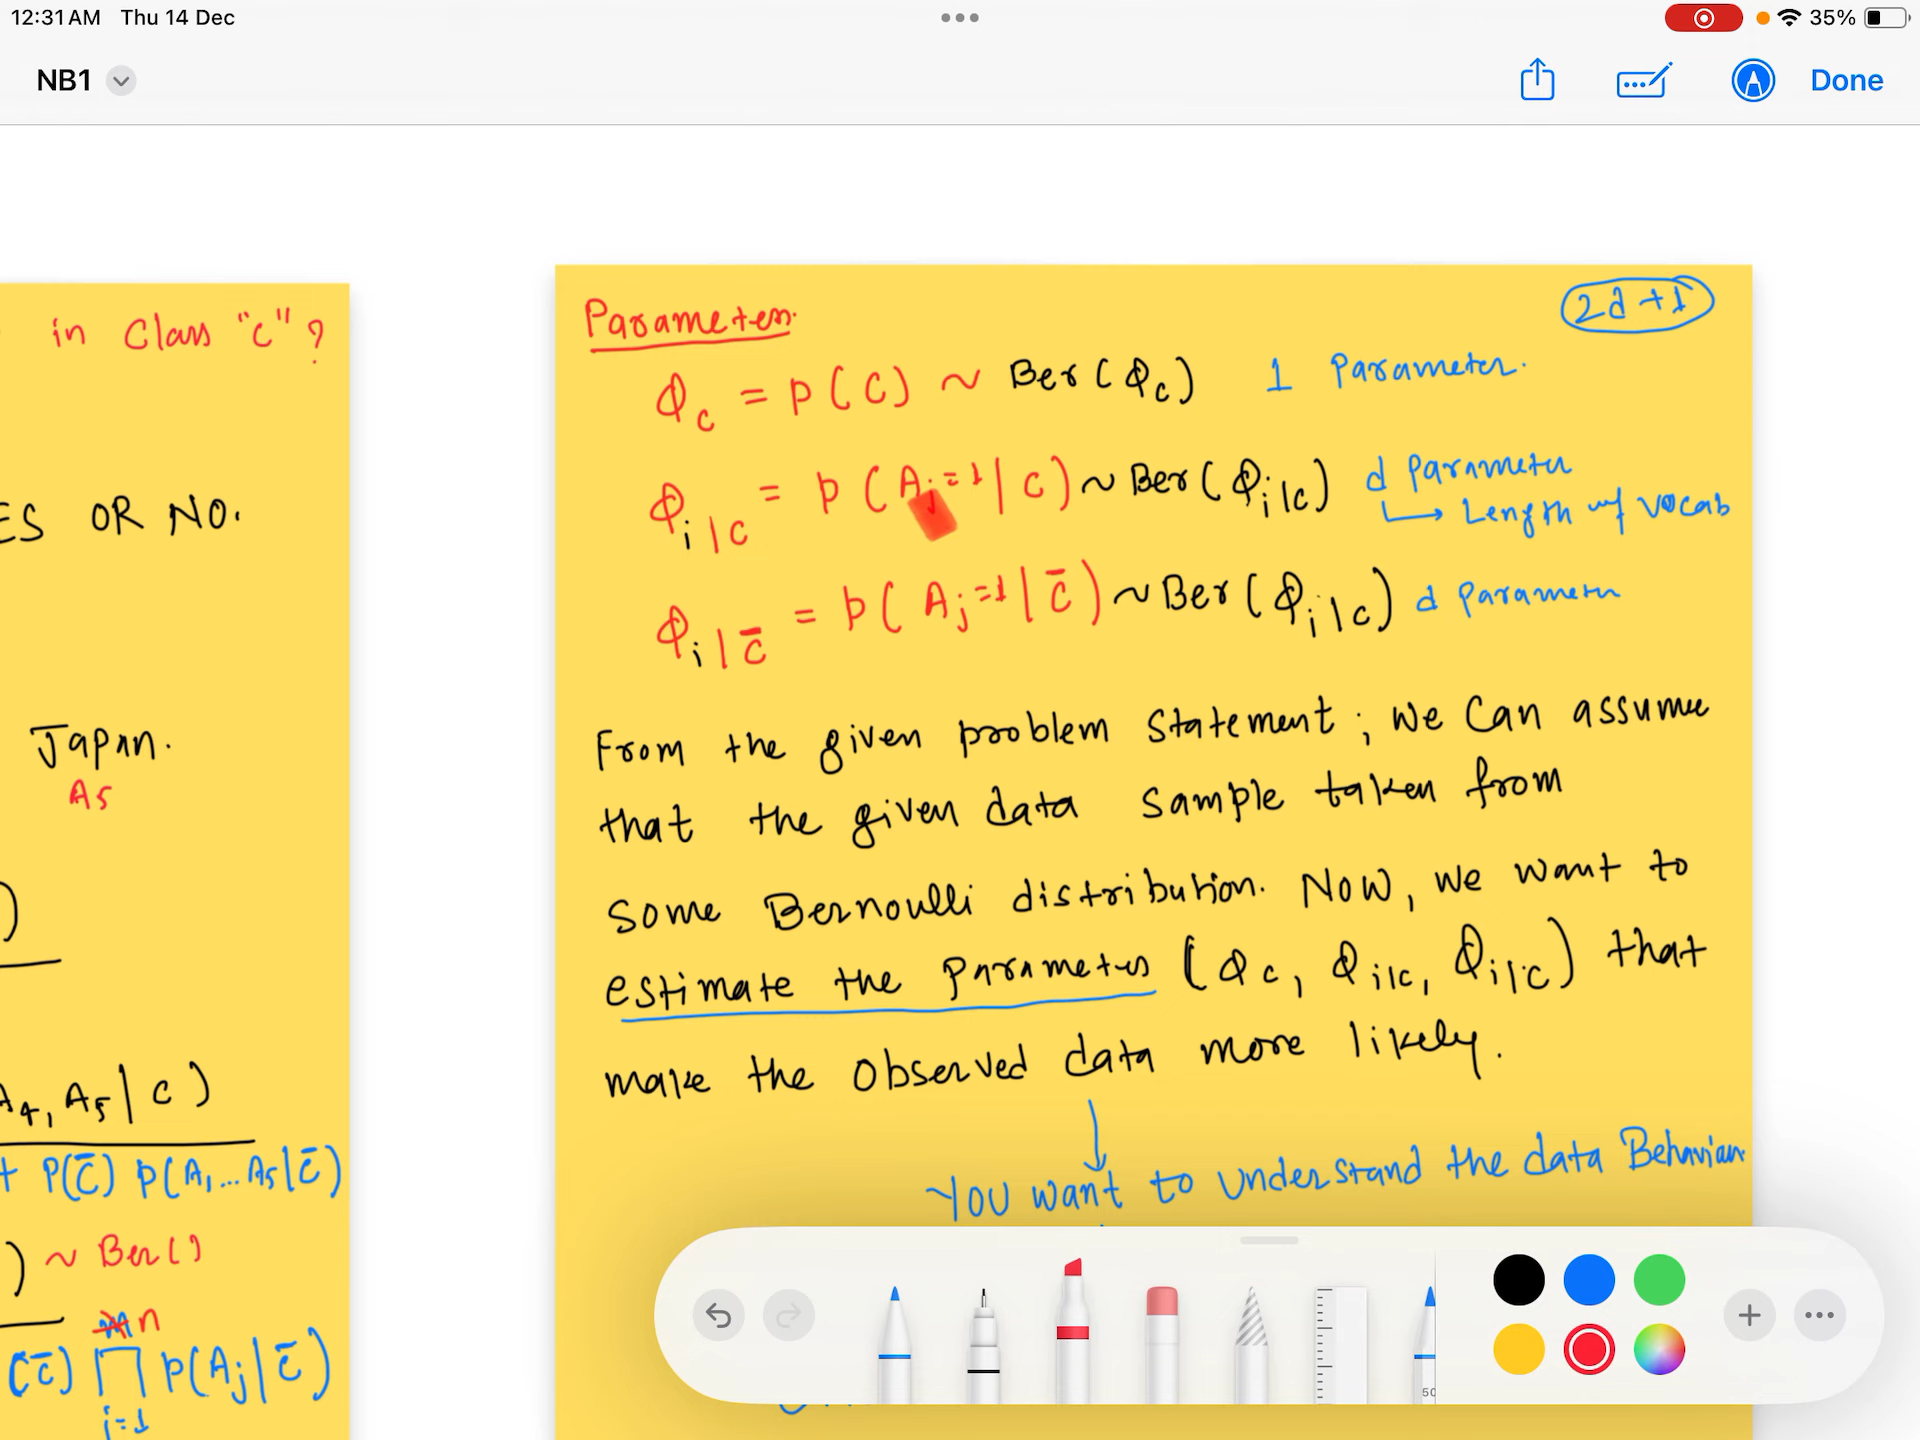 12:31 AM Thu 14 Dec
35%
NB1
Done
in Class "c" ?
ES OR NO.
Japan.
A5
)
A4, A5 | c )
+ P(C̄) p(A1 ... A5 | c̄)
) ~ Ber( )
n
(c̄) ∏ p(Aj | c̄)
i=1
Parameters.
2d+1
Φc = p(C) ~ Ber(Φc) 1 Parameter.
Φi|c = p(Aj=1 | c) ~ Ber(Φi|c) d parameter
↳ Length of vocab
Φi|c̄ = p(Aj=1 | c̄) ~ Ber(Φi|c) d parameter
From the given problem statement ; we can assume
that the given data sample taken from
some Bernoulli distribution. NOW, we want to
estimate the parameters (Φc, Φi|c, Φi|c) that
make the observed data more likely.
↓
You want to understand the data Behaviar
50